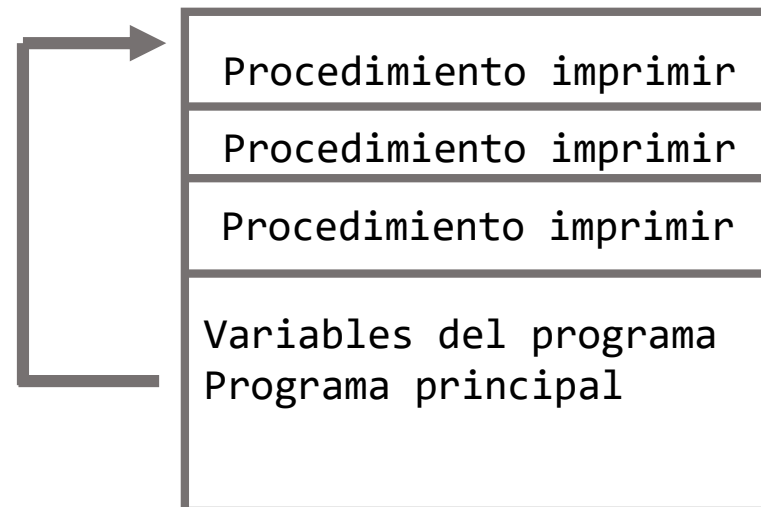 Procedimiento imprimir
Procedimiento imprimir
Procedimiento imprimir
Variables del programa
Programa principal